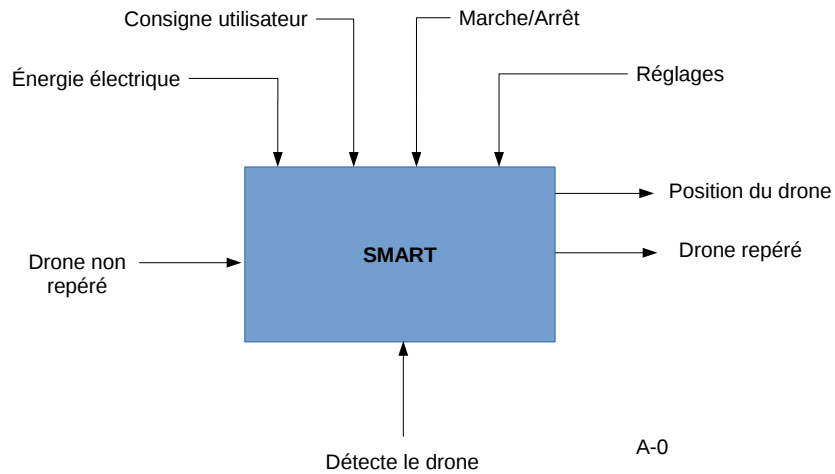 Consigne utilisateur
Marche/Arrêt
Énergie électrique
Réglages
Position du drone
Drone non
repéré
SMART
Drone repéré
Détecte le drone
A-0